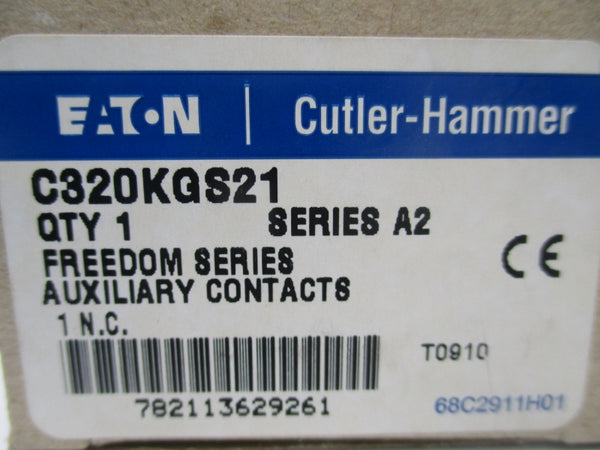 EATON | Cutler-Hammer
C320KGS21
QTY 1 SERIES A2
FREEDOM SERIES
AUXILIARY CONTACTS
CE
1 N.C.
T0910
782113629261
68C2911H01